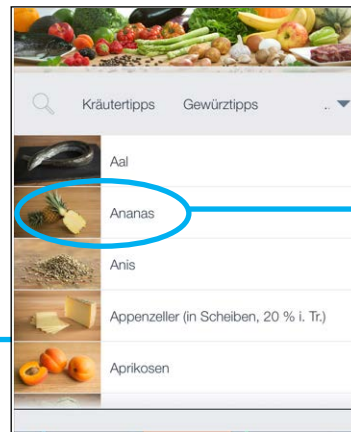 Kräutertipps Gewürztipps ..
Aal
Ananas
Anis
Appenzeller (in Scheiben, 20 % i. Tr.)
Aprikosen